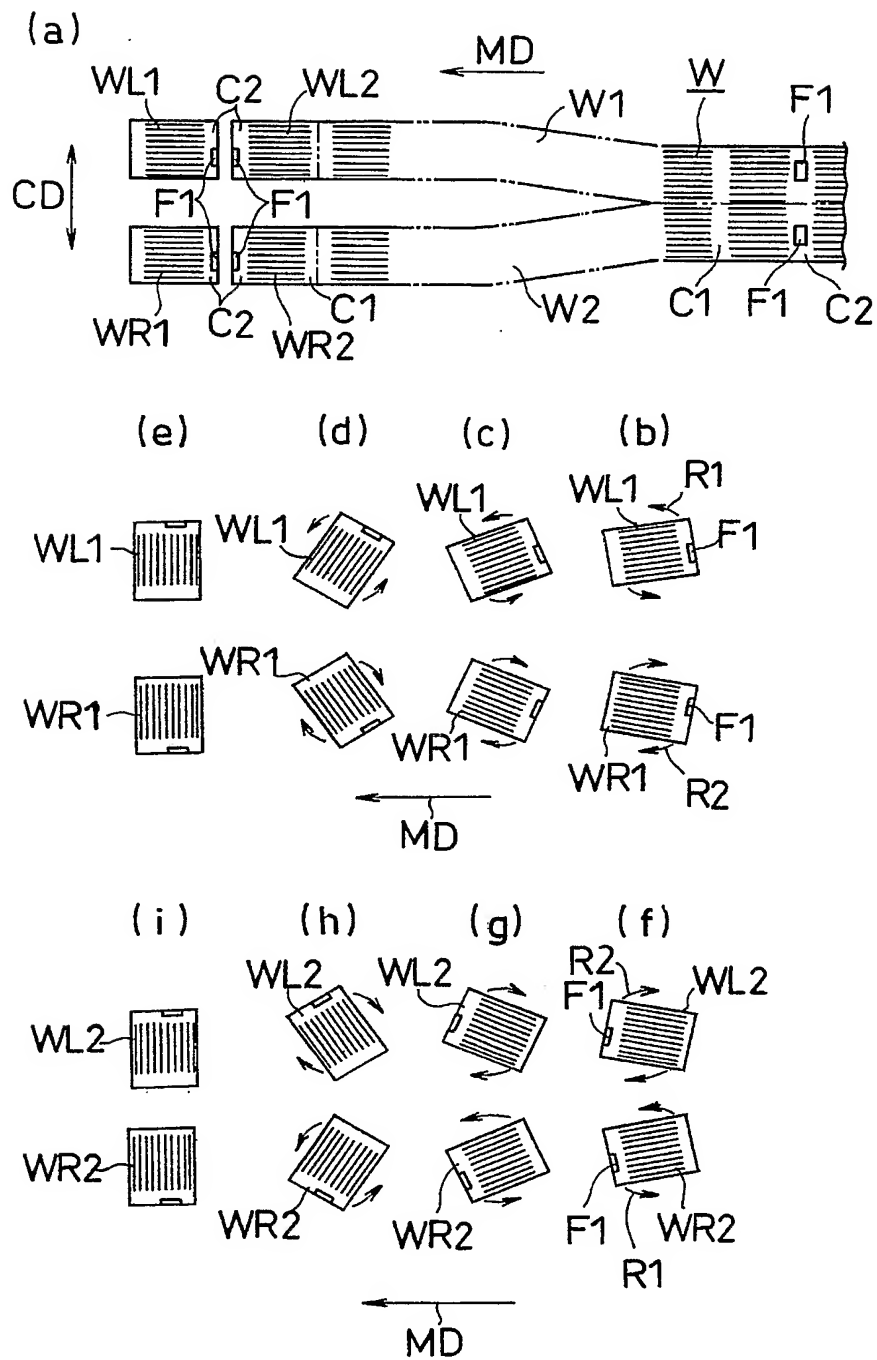 (a)
MD
WL1 C2 WL2 W1 W F1
CD
F1 F1
WR1 C2 WR2 C1 W2 C1 F1 C2
(e) (d) (c) (b)
WL1 WL1 WL1 WL1 R1 F1
WR1 WR1 WR1 WR1 F1 R2
MD
(i) (h) (g) (f)
WL2 WL2 WL2 R2 F1 WL2
WR2 WR2 WR2 F1 R1 WR2
MD